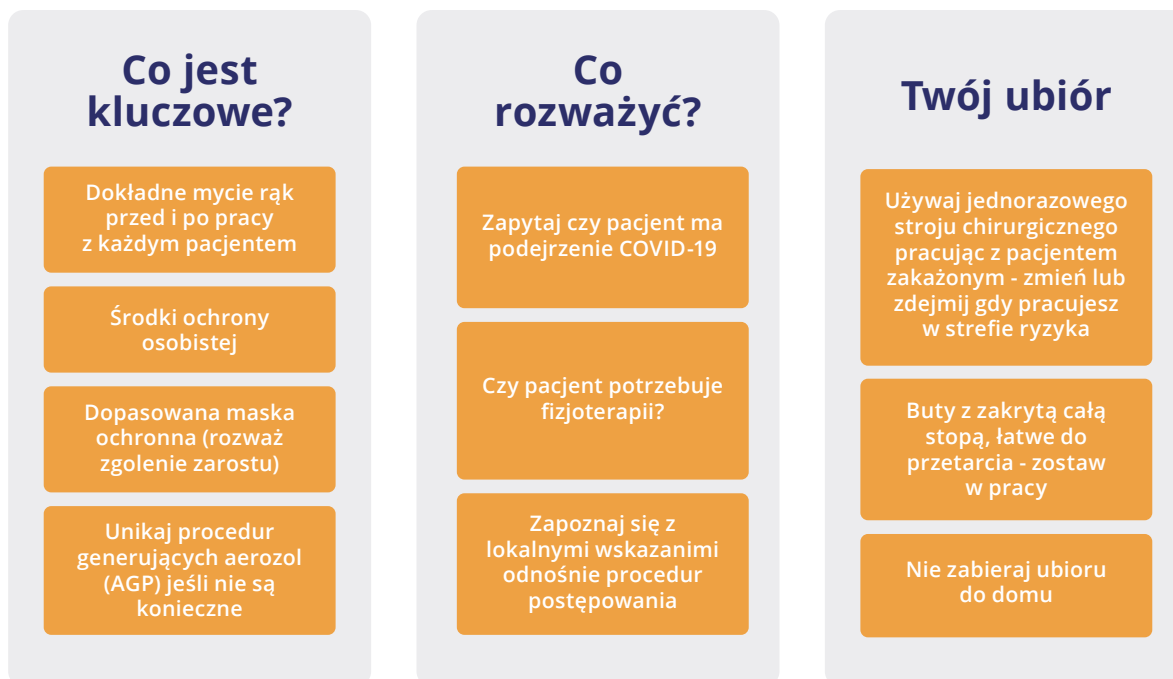 Co jest
kluczowe?
Dokładne mycie rąk
przed i po pracy
z każdym pacjentem
Środki ochrony
osobistej
Dopasowana maska
ochronna (rozważ
zgolenie zarostu)
Unikaj procedur
generujących aerozol
(AGP) jeśli nie są
konieczne
Co
rozważyć?
Zapytaj czy pacjent ma
podejrzenie COVID-19
Czy pacjent potrzebuje
fizjoterapii?
Zapoznaj się z
lokalnymi wskazanimi
odnośnie procedur
postępowania
Twój ubiór
Używaj jednorazowego
stroju chirurgicznego
pracując z pacjentem
zakażonym - zmień lub
zdejmij gdy pracujesz
w strefie ryzyka
Buty z zakrytą całą
stopą, łatwe do
przetarcia - zostaw
w pracy
Nie zabieraj ubioru
do domu